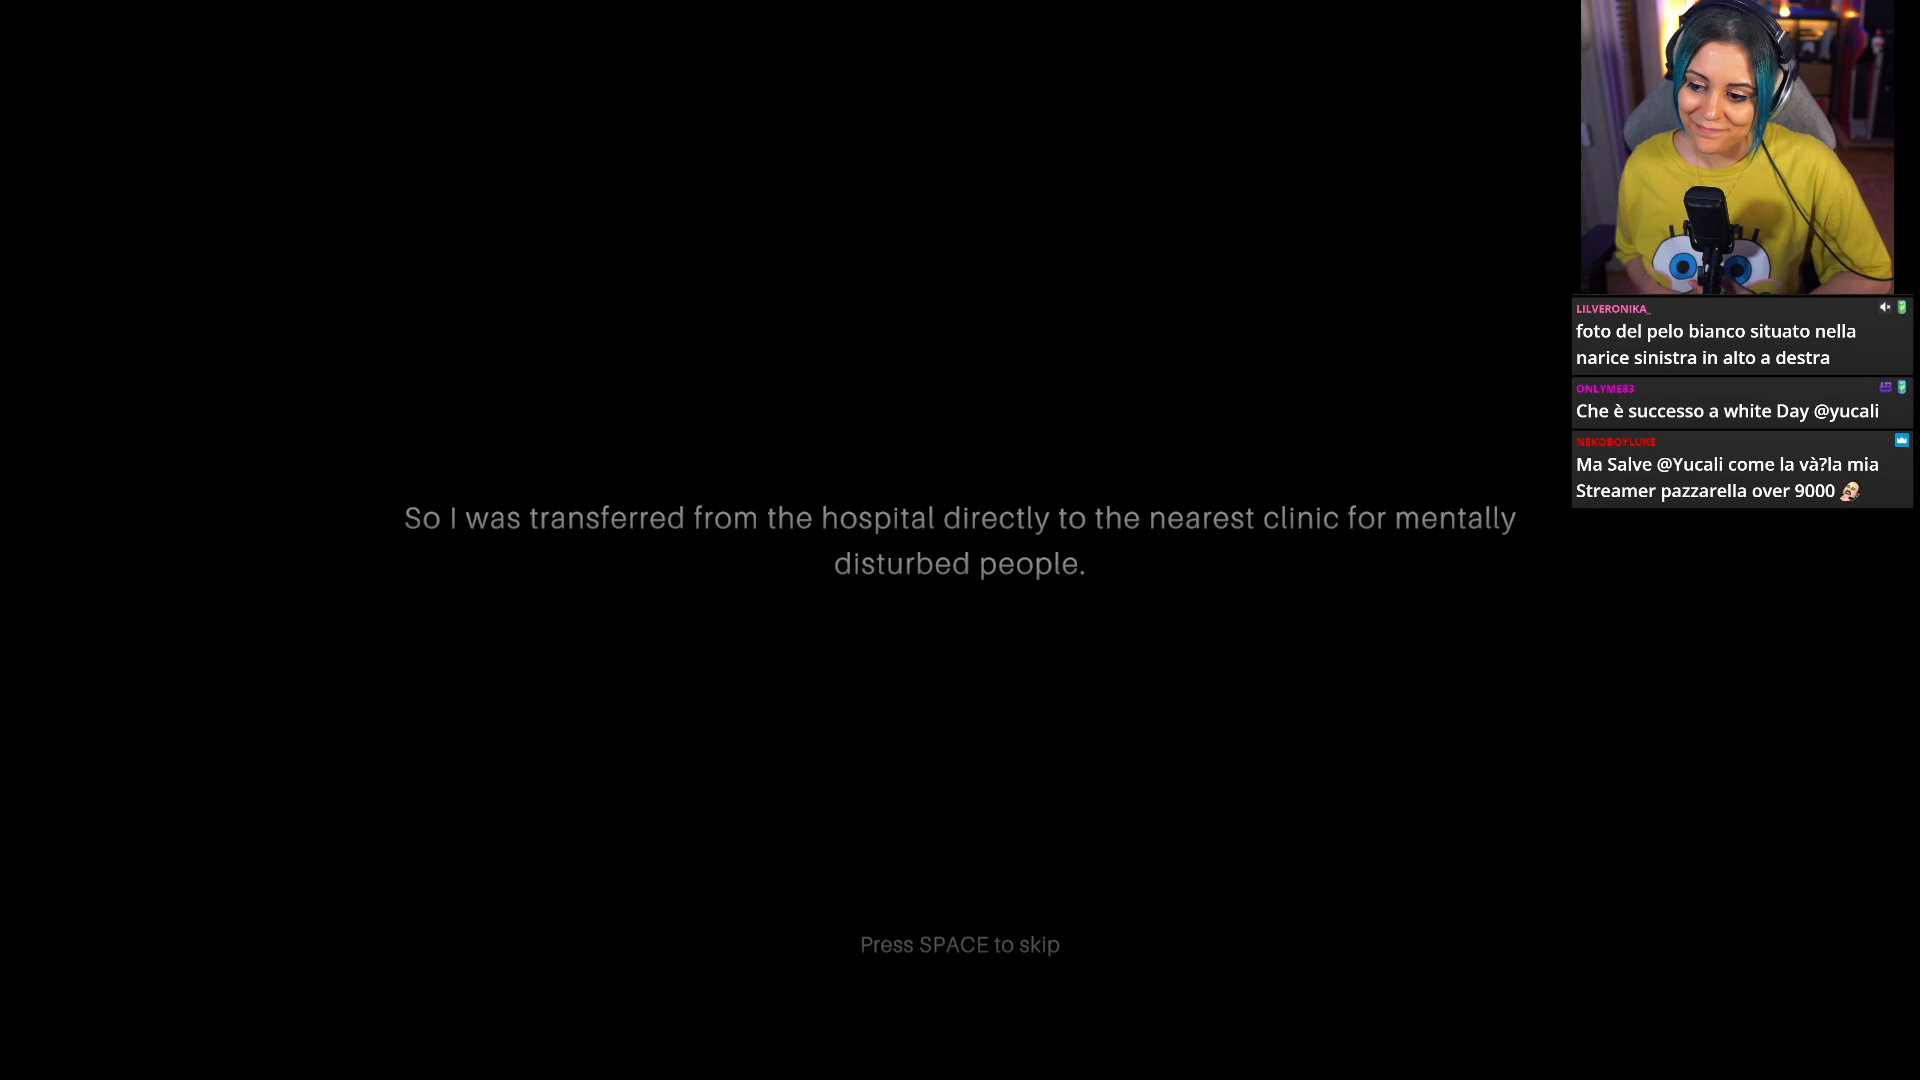 LILVERONIKA_
foto del pelo bianco situato nella
narice sinistra in alto a destra
ONLYME83
Che è successo a white Day @yucali
NEKOBOYLUKE
Ma Salve @Yucali come la và?la mia
Streamer pazzarella over 9000
So I was transferred from the hospital directly to the nearest clinic for mentally
disturbed people.
Press SPACE to skip